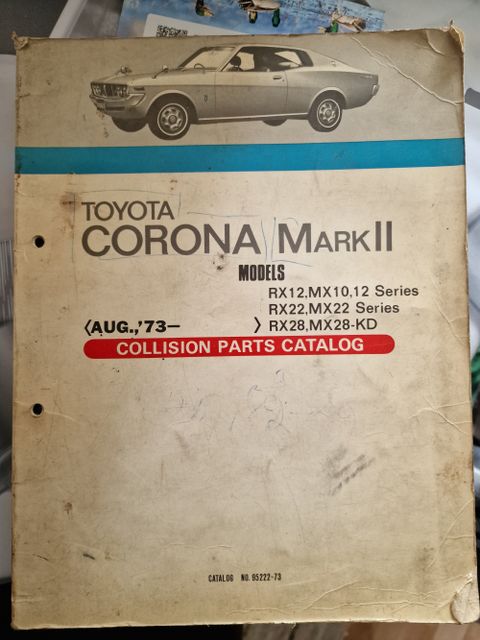 TOYOTA
CORONA MARK II
MODELS
RX12,MX10,12 Series
RX22,MX22 Series
〈AUG.,'73— 〉 RX28,MX28-KD
COLLISION PARTS CATALOG
CATALOG NO. 95222-73